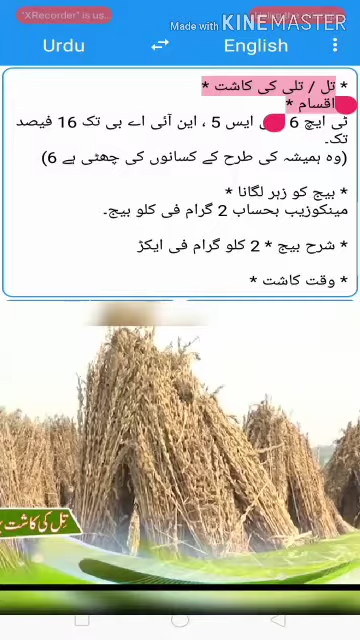 "XRecorder" is us...
Made with KINEMASTER
Urdu
English
* تل / تلی کی کاشت *
اقسام *
ٹی ایچ 6 ایس 5 ، این آئی اے بی تک 16 فیصد
تک۔
(وہ ہمیشہ کی طرح کے کسانوں کی چھٹی ہے 6)
* بیج کو زہر لگانا *
مینکوزیب بحساب 2 گرام فی کلو بیج۔
* شرح بیج * 2 کلو گرام فی ایکڑ
* وقت کاشت *
تِل کی کاشت